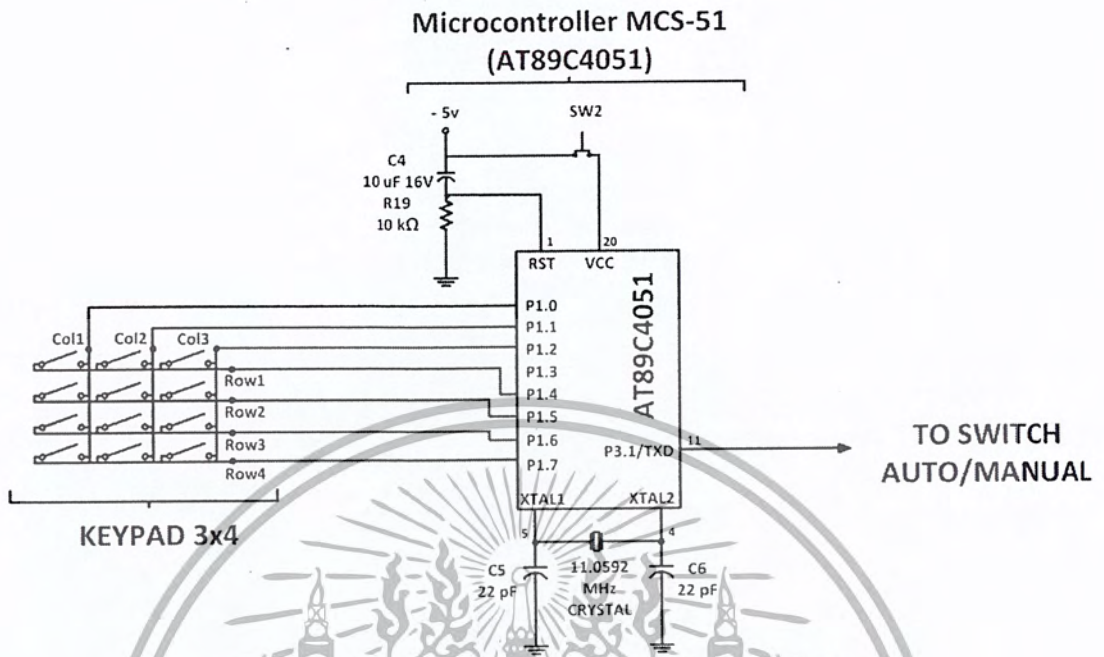 Microcontroller MCS-51
(AT89C4051)
- 5v
SW2
C4
10 uF 16V
R19
10 kΩ
1
20
RST
VCC
AT89C4051
P1.0
P1.1
P1.2
P1.3
P1.4
P1.5
P1.6
P1.7
Col1
Col2
Col3
Row1
Row2
Row3
Row4
P3.1/TXD
11
TO SWITCH
AUTO/MANUAL
XTAL1
XTAL2
KEYPAD 3x4
5
4
C5
22 pF
11.0592
MHz
CRYSTAL
C6
22 pF